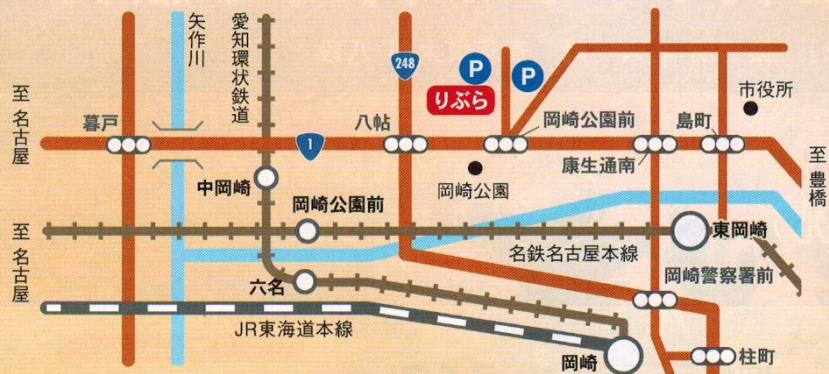 至 名古屋
暮戸
矢作川
愛知環状鉄道
1
248
八帖
P
P
りぶら
岡崎公園前
岡崎公園
市役所
島町
康生通南
至 豊橋
中岡崎
岡崎公園前
至 名古屋
名鉄名古屋本線
東岡崎
六名
岡崎警察署前
JR東海道本線
岡崎
柱町